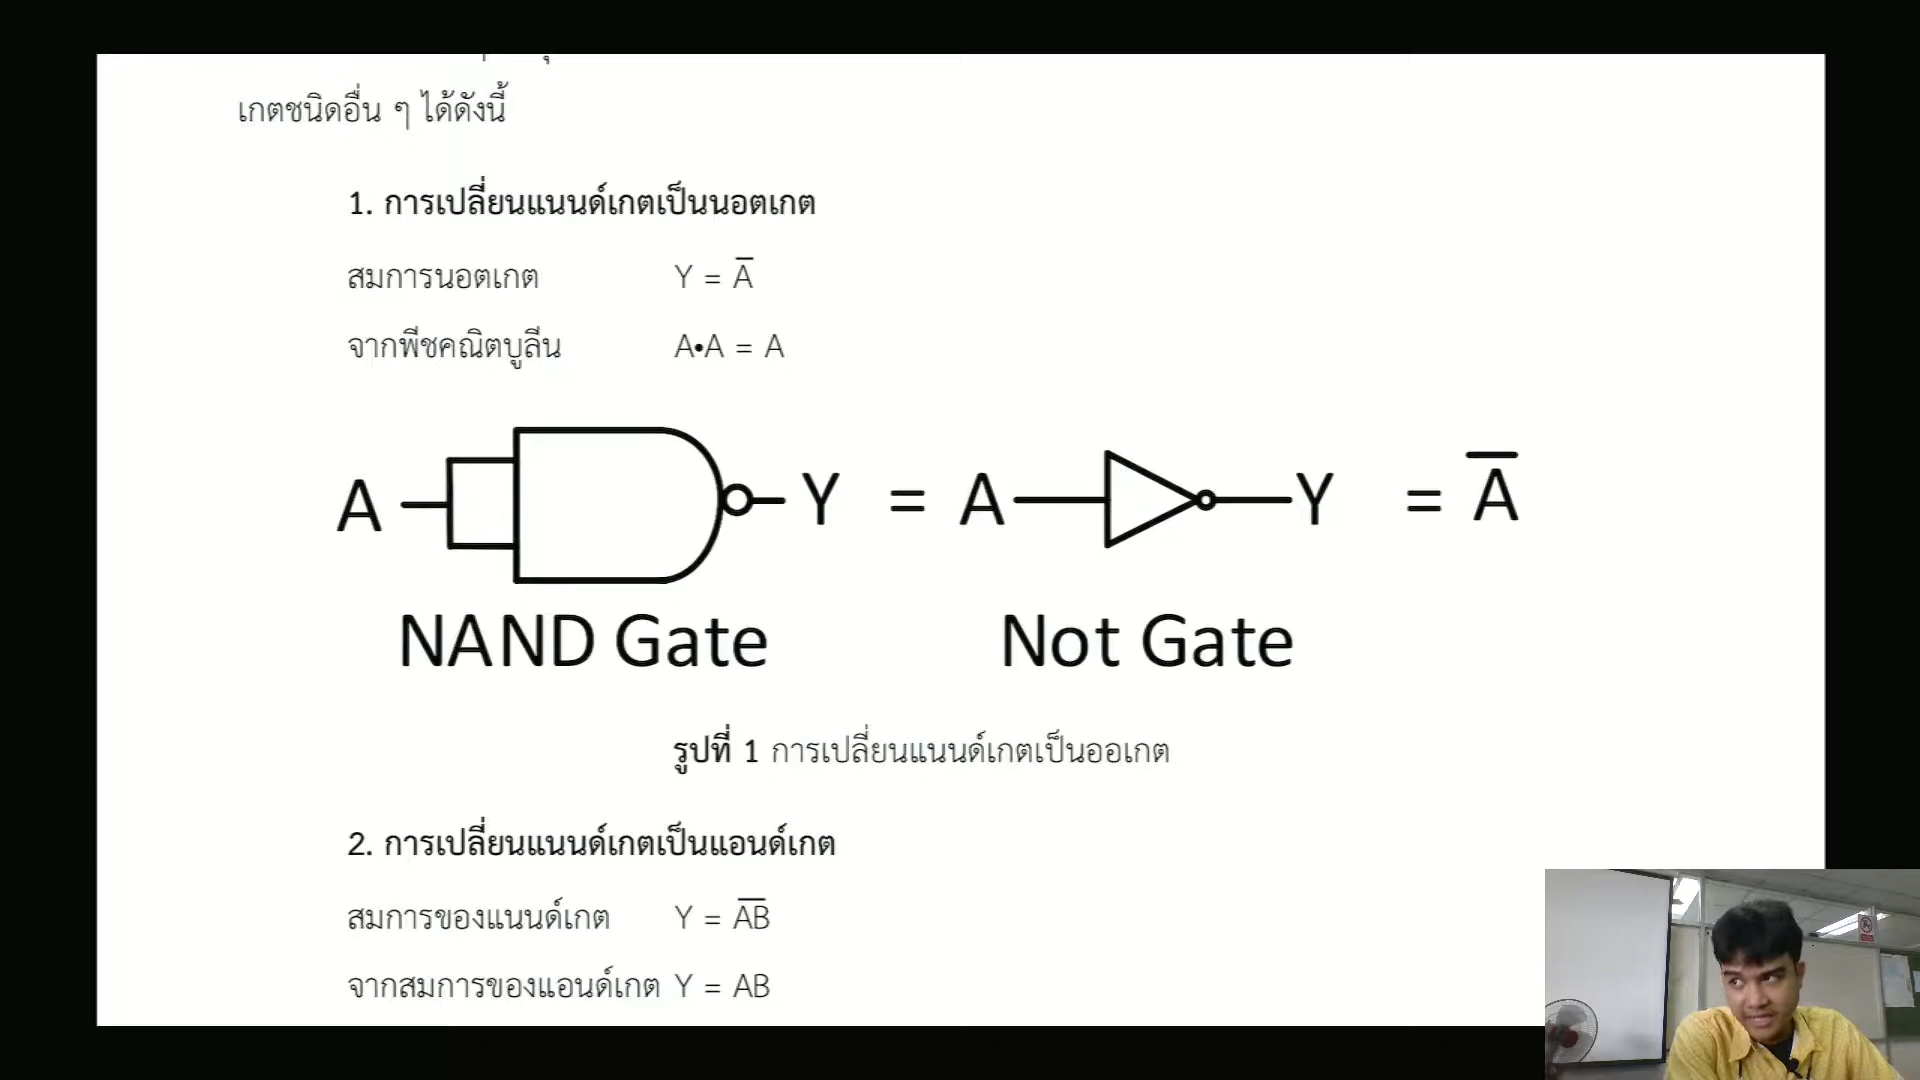 เกตชนิดอื่น ๆ ได้ดังนี้
1. การเปลี่ยนแนนด์เกตเป็นนอตเกต
สมการนอตเกต Y = A̅
จากพีชคณิตบูลีน A•A = A
A Y = A Y = A̅
NAND Gate Not Gate
รูปที่ 1 การเปลี่ยนแนนด์เกตเป็นออเกต
2. การเปลี่ยนแนนด์เกตเป็นแอนด์เกต
สมการของแนนด์เกต Y = A̅B̅
จากสมการของแอนด์เกต Y = AB